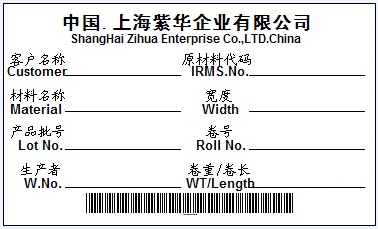 中国. 上海紫华企业有限公司
ShangHai Zihua Enterprise Co.,LTD.China
客户名称 原材料代码
Customer IRMS.No.
材料名称 宽度
Material Width
产品批号 卷号
Lot No. Roll No.
生产者 卷重/卷长
W.No. WT/Length